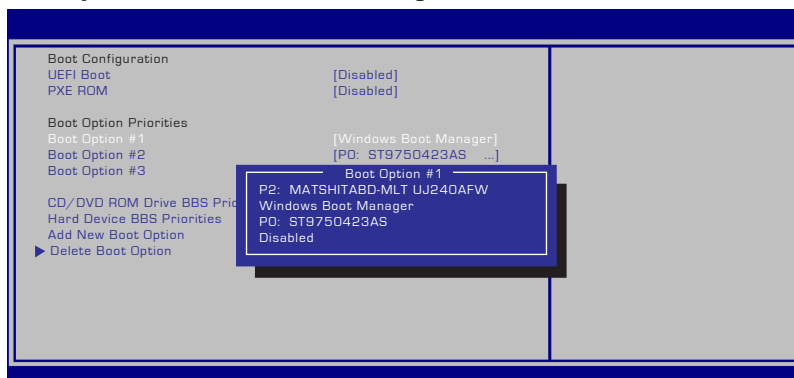 Boot Configuration
UEFI Boot [Disabled]
PXE ROM [Disabled]
Boot Option Priorities
Boot Option #1 [Windows Boot Manager]
Boot Option #2 [P0: ST9750423AS ...]
Boot Option #3
CD/DVD ROM Drive BBS Prio
Hard Device BBS Priorities
Add New Boot Option
Delete Boot Option
Boot Option #1
P2: MATSHITABD-MLT UJ240AFW
Windows Boot Manager
P0: ST9750423AS
Disabled